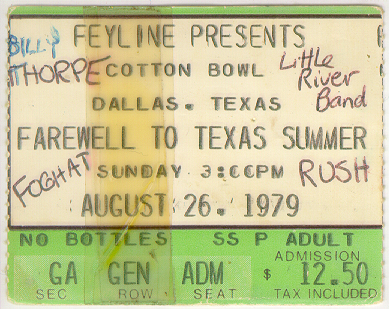 FEYLINE PRESENTS
BILLY THORPE
COTTON BOWL
Little River Band
DALLAS. TEXAS
FAREWELL TO TEXAS SUMMER
FOGHAT
SUNDAY 3:00PM
RUSH
AUGUST 26. 1979
NO BOTTLES SS P ADULT
ADMISSION
GA GEN ADM $ 12.50
SEC ROW SEAT TAX INCLUDED